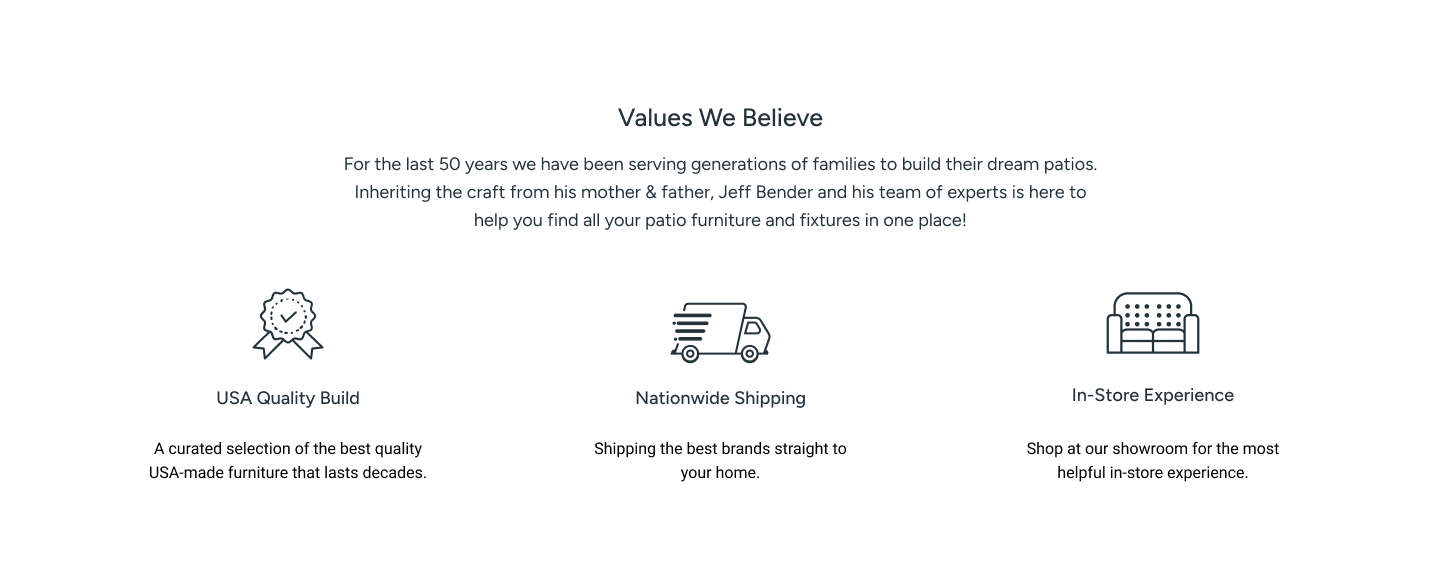 Values We Believe
For the last 50 years we have been serving generations of families to build their dream patios.
Inheriting the craft from his mother & father, Jeff Bender and his team of experts is here to
help you find all your patio furniture and fixtures in one place!
USA Quality Build
A curated selection of the best quality
USA-made furniture that lasts decades.
Nationwide Shipping
Shipping the best brands straight to
your home.
In-Store Experience
Shop at our showroom for the most
helpful in-store experience.